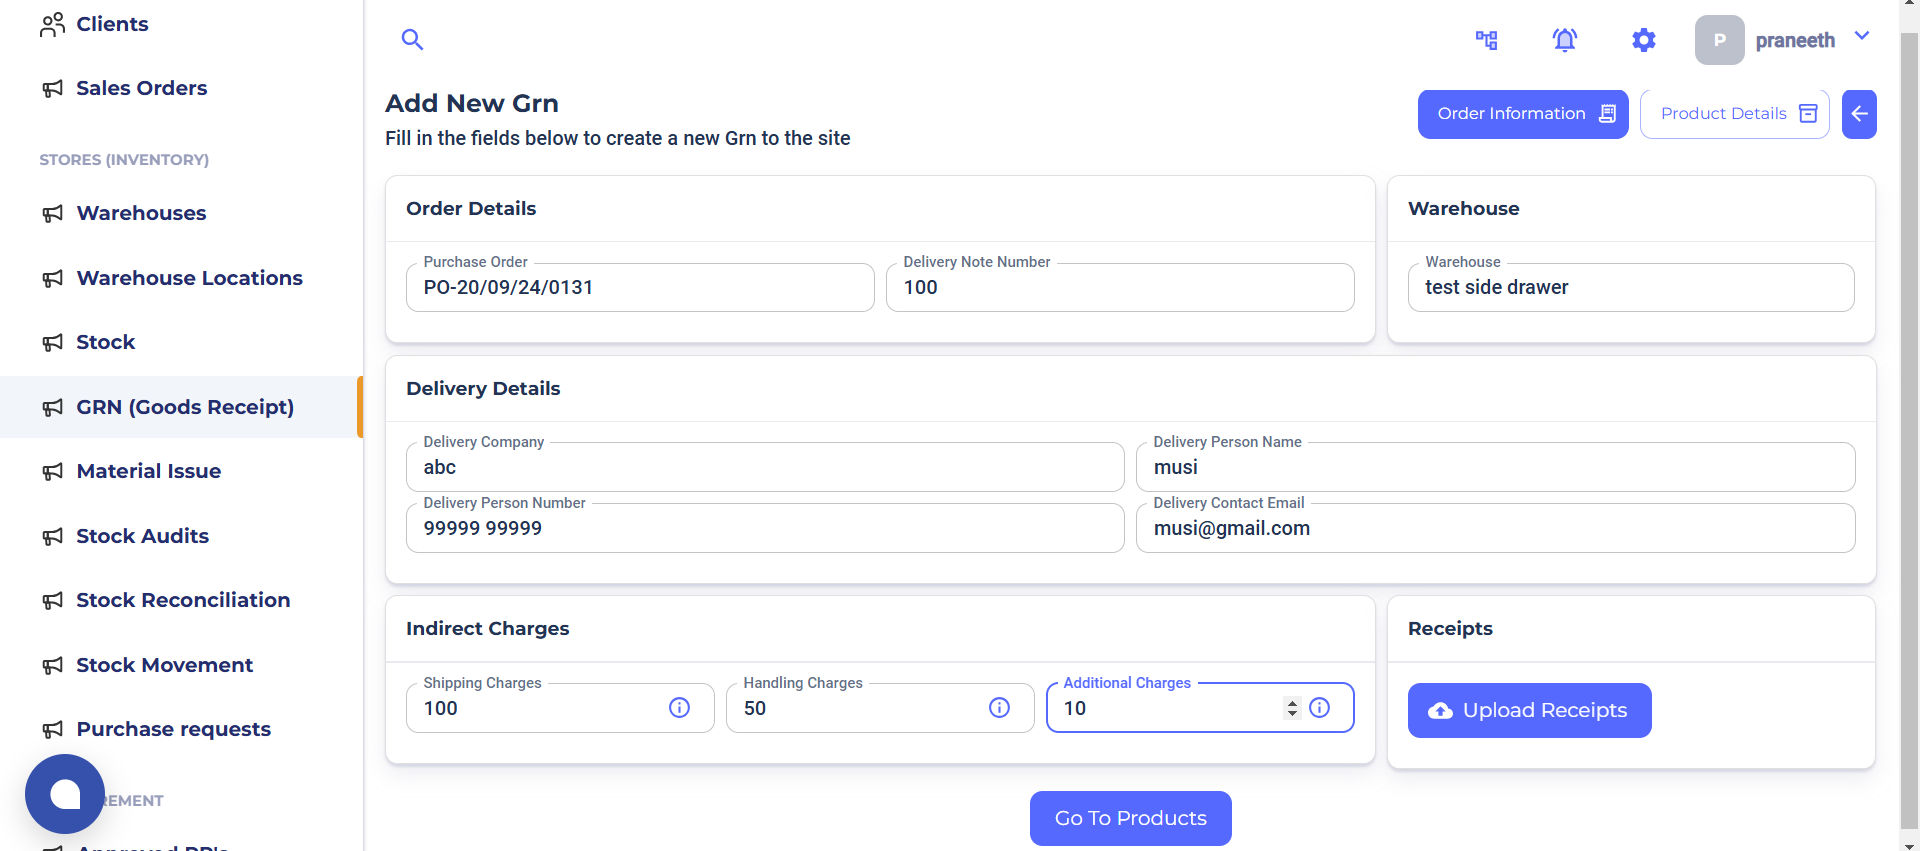 Clients
Sales Orders
STORES (INVENTORY)
Warehouses
Warehouse Locations
Stock
GRN (Goods Receipt)
Material Issue
Stock Audits
Stock Reconciliation
Stock Movement
Purchase requests
P
praneeth
Add New Grn
Fill in the fields below to create a new Grn to the site
Order Information
Product Details
Order Details
Purchase Order
PO-20/09/24/0131
Delivery Note Number
100
Warehouse
Warehouse
test side drawer
Delivery Details
Delivery Company
abc
Delivery Person Name
musi
Delivery Person Number
99999 99999
Delivery Contact Email
musi@gmail.com
Indirect Charges
Shipping Charges
100
Handling Charges
50
Additional Charges
10
Receipts
Upload Receipts
Go To Products